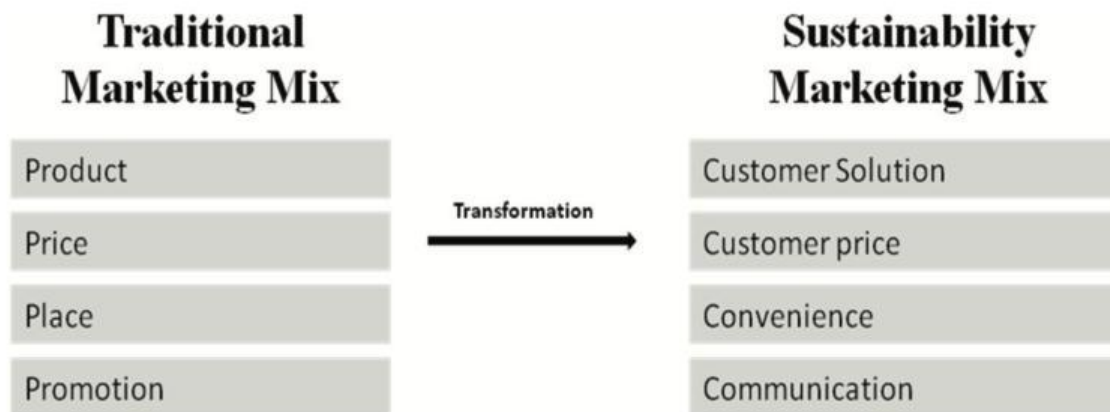 Traditional
Marketing Mix
Product
Price
Place
Promotion
Transformation
Sustainability
Marketing Mix
Customer Solution
Customer price
Convenience
Communication